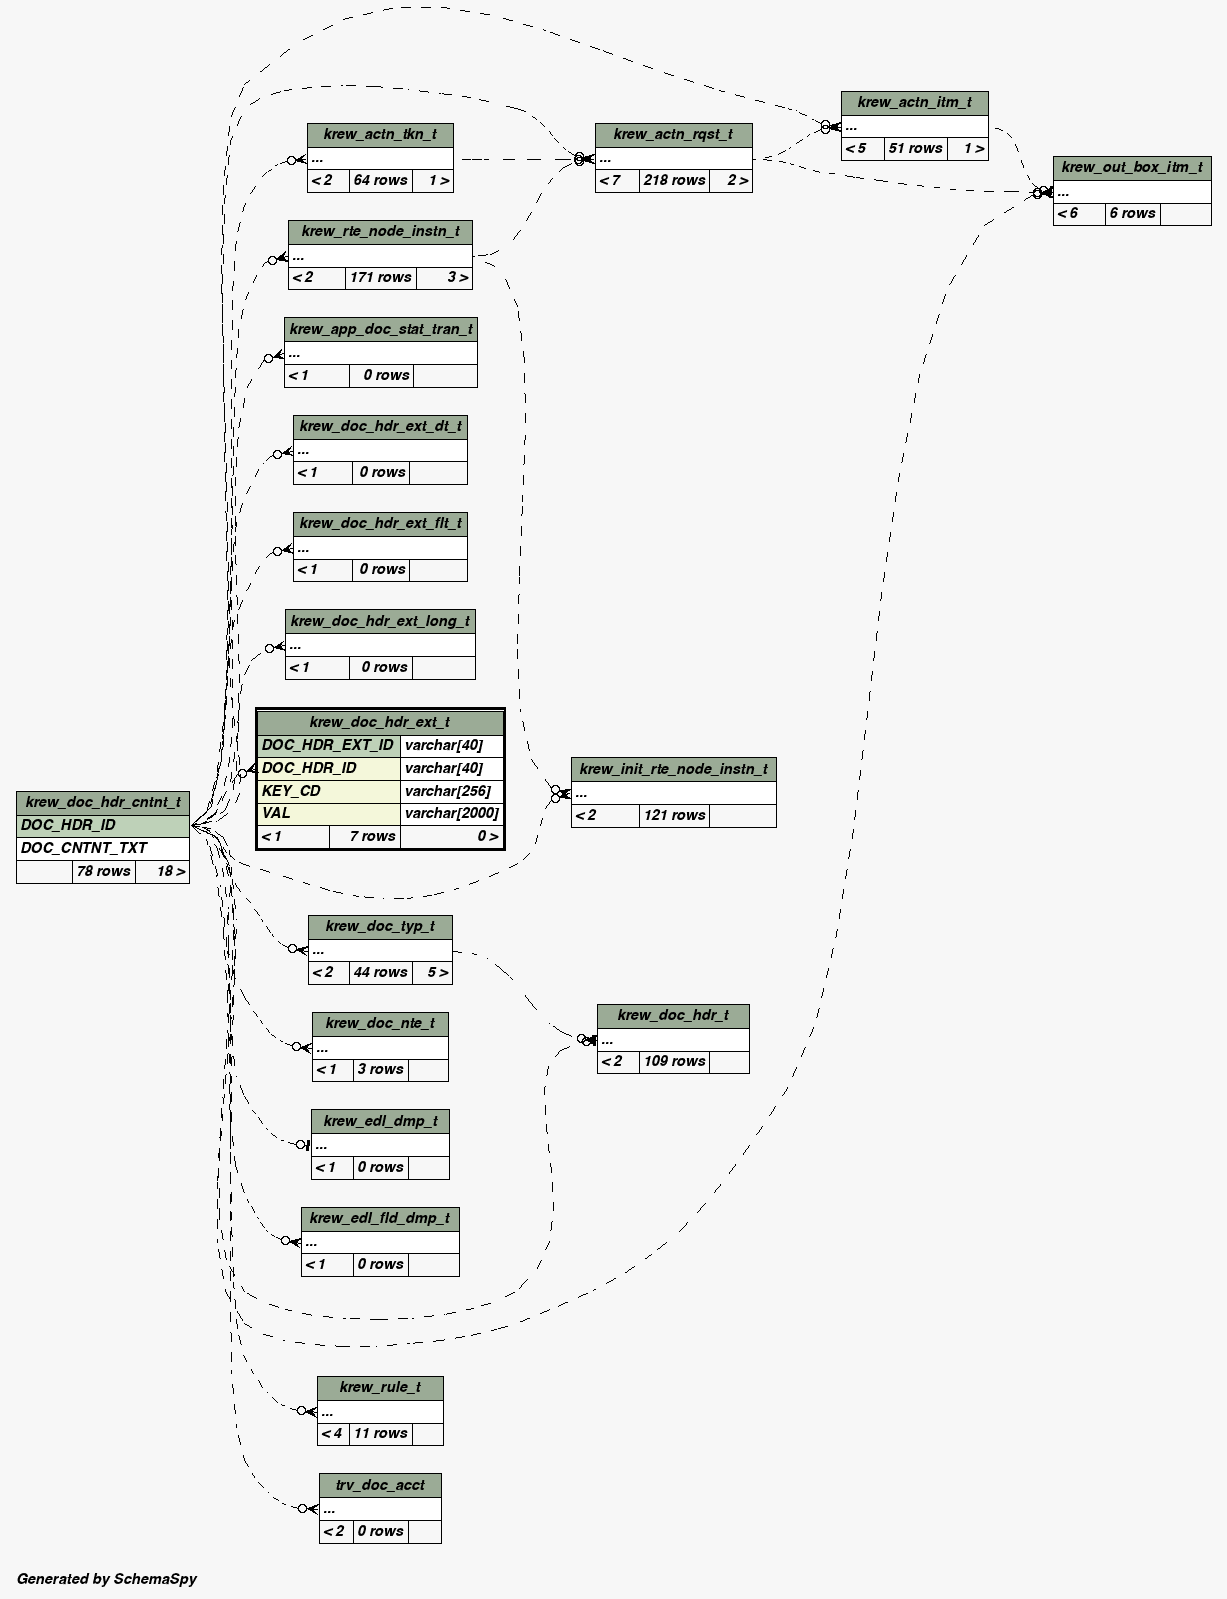 krew_actn_itm_t
...
< 5 51 rows 1 >
krew_actn_tkn_t
...
< 2 64 rows 1 >
krew_actn_rqst_t
...
< 7 218 rows 2 >
krew_out_box_itm_t
...
< 6 6 rows
krew_rte_node_instn_t
...
< 2 171 rows 3 >
krew_app_doc_stat_tran_t
...
< 1 0 rows
krew_doc_hdr_ext_dt_t
...
< 1 0 rows
krew_doc_hdr_ext_flt_t
...
< 1 0 rows
krew_doc_hdr_ext_long_t
...
< 1 0 rows
krew_doc_hdr_ext_t
DOC_HDR_EXT_ID varchar[40]
DOC_HDR_ID varchar[40]
KEY_CD varchar[256]
VAL varchar[2000]
< 1 7 rows 0 >
krew_init_rte_node_instn_t
...
< 2 121 rows
krew_doc_hdr_cntnt_t
DOC_HDR_ID
DOC_CNTNT_TXT
78 rows 18 >
krew_doc_typ_t
...
< 2 44 rows 5 >
krew_doc_hdr_t
...
< 2 109 rows
krew_doc_nte_t
...
< 1 3 rows
krew_edl_dmp_t
...
< 1 0 rows
krew_edl_fld_dmp_t
...
< 1 0 rows
krew_rule_t
...
< 4 11 rows
trv_doc_acct
...
< 2 0 rows
Generated by SchemaSpy